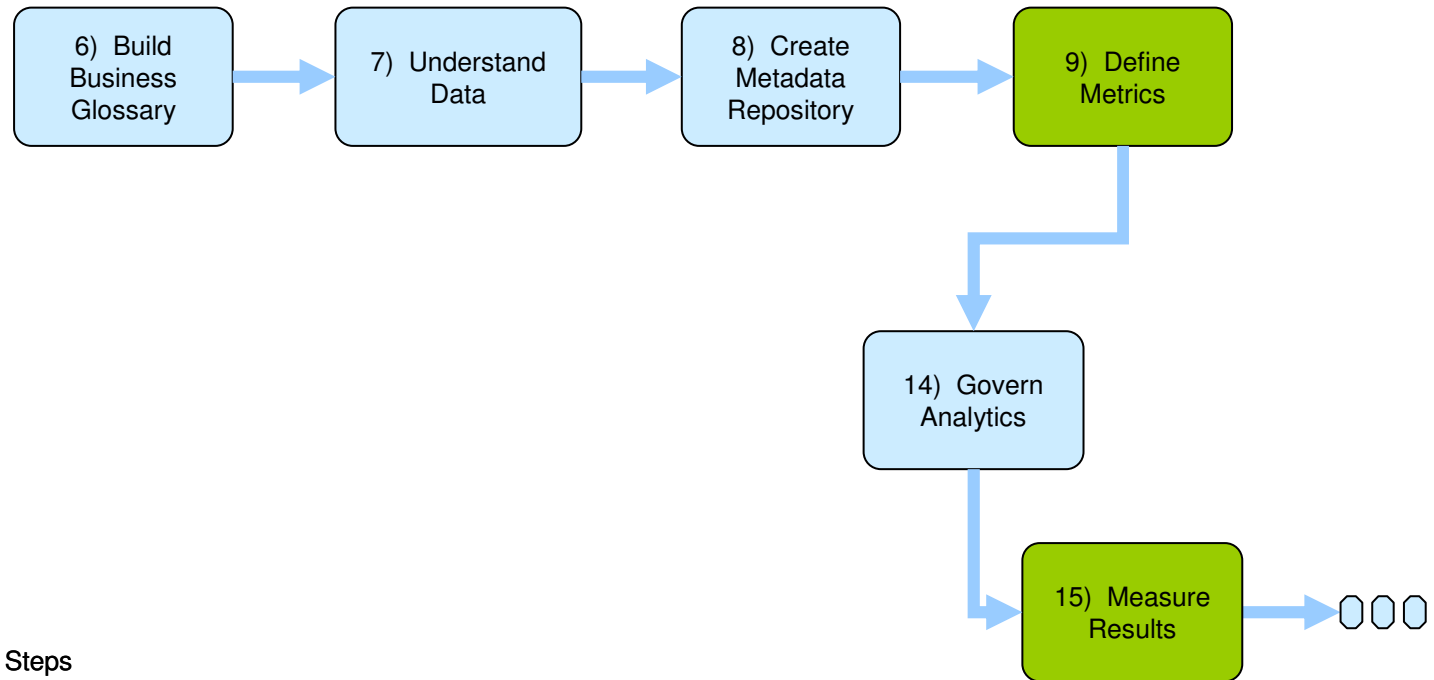 6) Build
Business
Glossary
7) Understand
Data
8) Create
Metadata
Repository
9) Define
Metrics
14) Govern
Analytics
15) Measure
Results
Steps